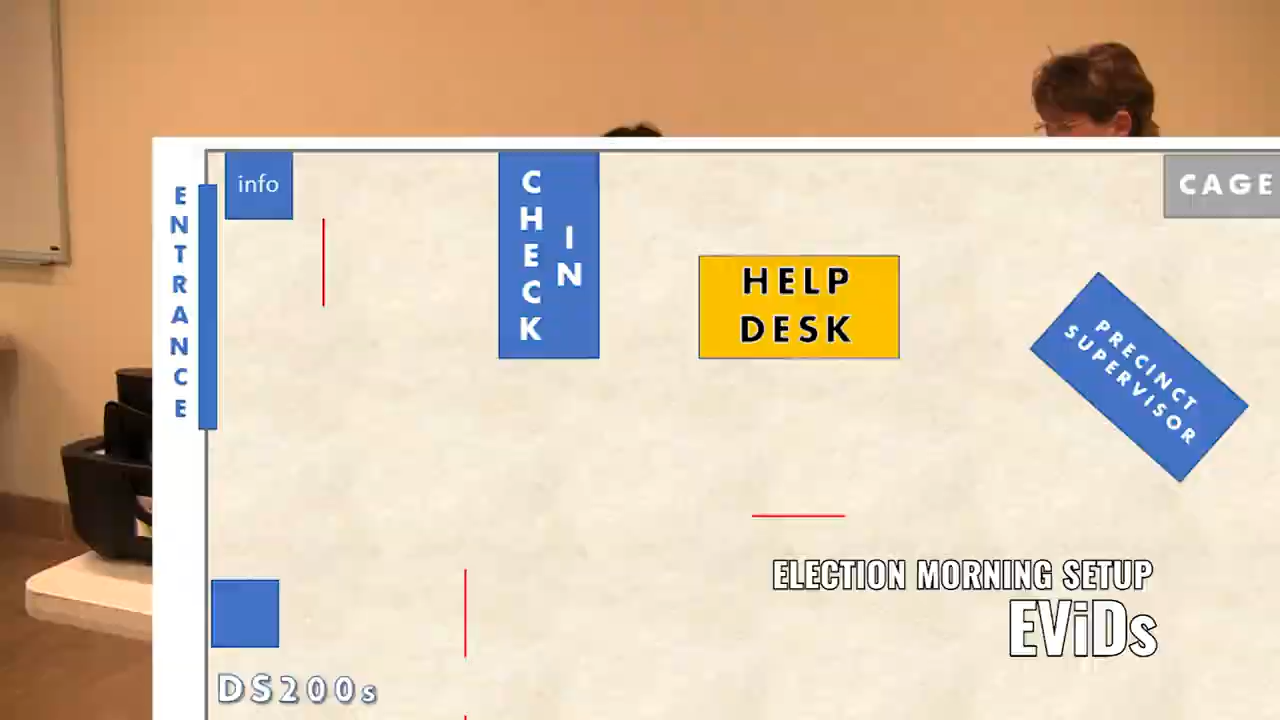 ENTRANCE
info
CHECK
IN
CAGE
HELP
DESK
PRECINCT
SUPERVISOR
ELECTION MORNING SETUP
EViDs
DS200s